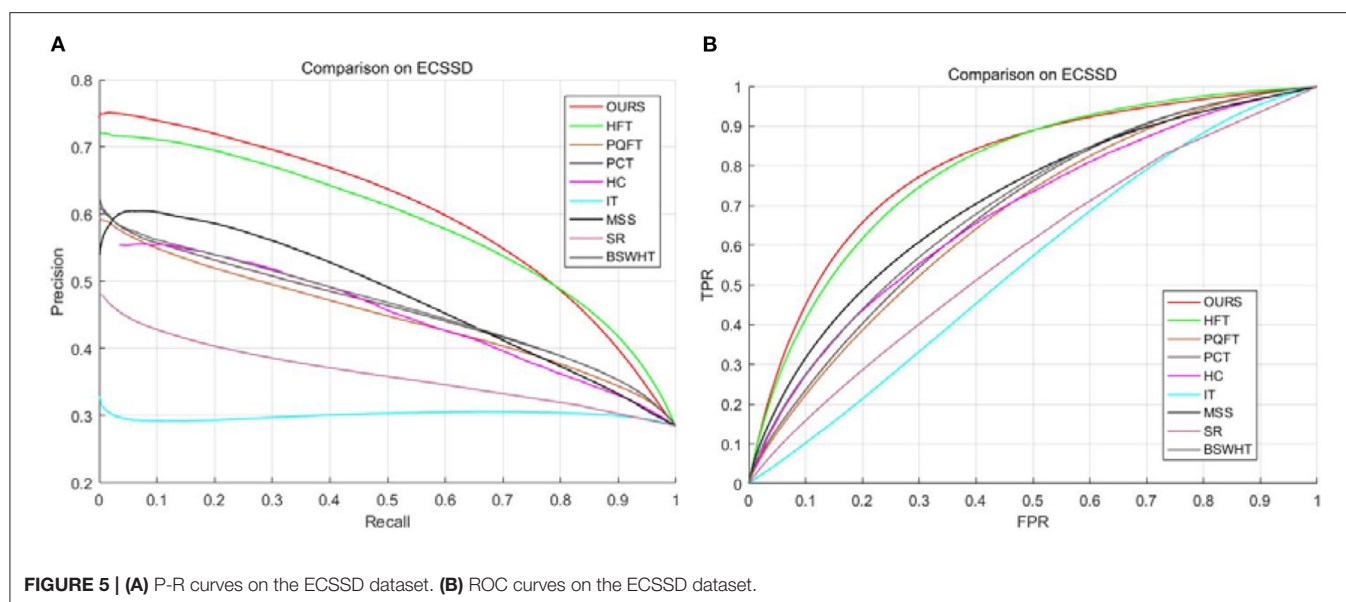 A
Comparison on ECSSD
0.8
0.7
0.6
0.5
0.4
0.3
0.2
Precision
0 0.1 0.2 0.3 0.4 0.5 0.6 0.7 0.8 0.9 1
Recall
OURS
HFT
PQFT
PCT
HC
IT
MSS
SR
BSWHT
B
Comparison on ECSSD
1
0.9
0.8
0.7
0.6
0.5
0.4
0.3
0.2
0.1
0
TPR
0 0.1 0.2 0.3 0.4 0.5 0.6 0.7 0.8 0.9 1
FPR
OURS
HFT
PQFT
PCT
HC
IT
MSS
SR
BSWHT
FIGURE 5 | (A) P-R curves on the ECSSD dataset. (B) ROC curves on the ECSSD dataset.